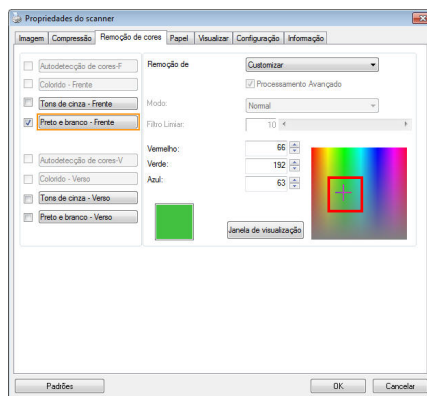 Propriedades do scanner
Imagem Compressão Remoção de cores Papel Visualizar Configuração Informação
Autodetecção de cores-F
Colorido - Frente
Tons de cinza - Frente
Preto e branco - Frente
Autodetecção de cores-V
Colorido - Verso
Tons de cinza - Verso
Preto e branco - Verso
Remoção de Customizar
Processamento Avançado
Modo: Normal
Filtro Limiar: 10
Vermelho: 66
Verde: 192
Azul: 63
Janela de visualização
Padrões OK Cancelar